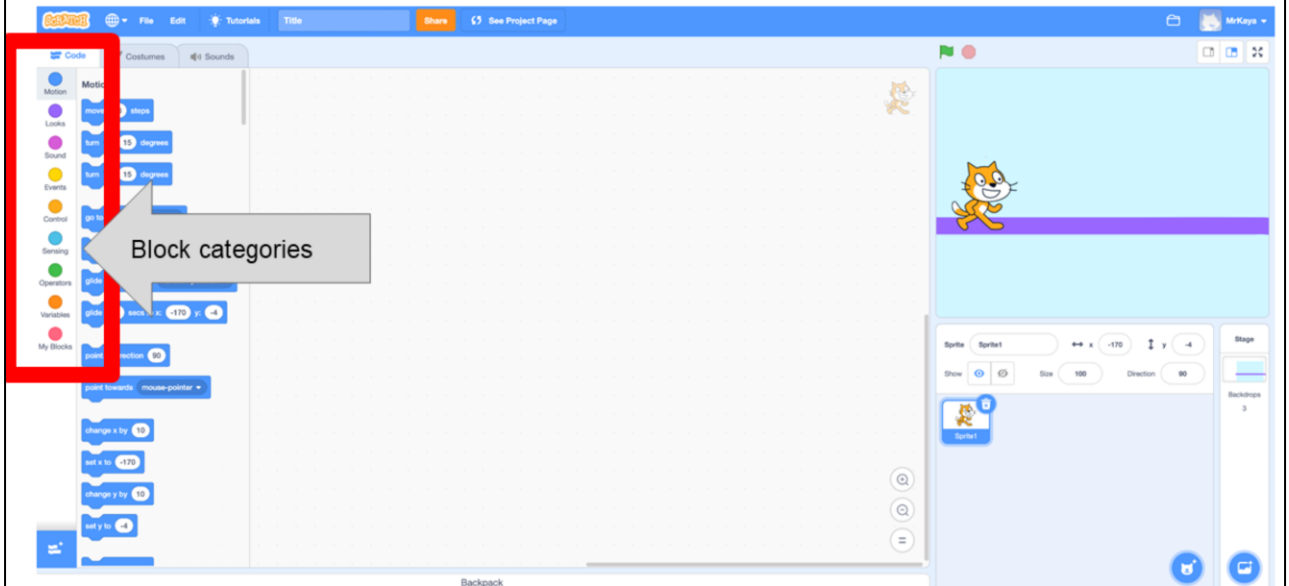 SCRATCH File Edit Tutorials Title Share See Project Page MrKaya
Code Costumes Sounds
Motion
Looks
Sound
Events
Control
Sensing
Operators
Variables
My Blocks
Block categories
move steps
turn 15 degrees
turn 15 degrees
go to
glide
glide secs x: -170 y: -4
point direction 90
point towards mouse-pointer
change x by 10
set x to -170
change y by 10
set y to -4
Backpack
Sprite Sprite1 x -170 y -4
Show Size 100 Direction 90
Sprite1
Stage
Backdrops
3